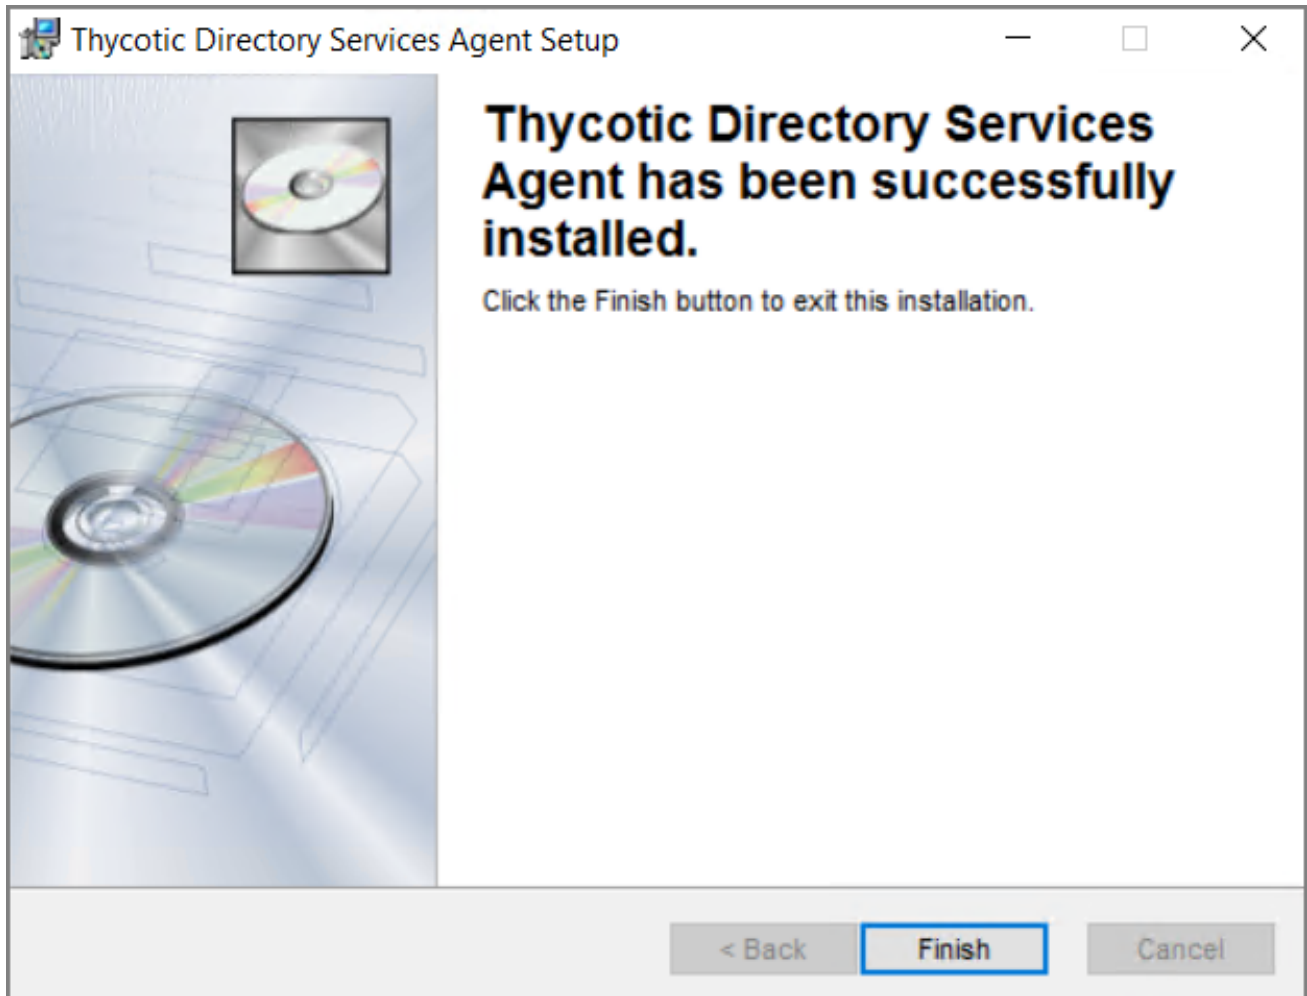 Thycotic Directory Services Agent Setup
Thycotic Directory Services
Agent has been successfully
installed.
Click the Finish button to exit this installation.
< Back
Finish
Cancel